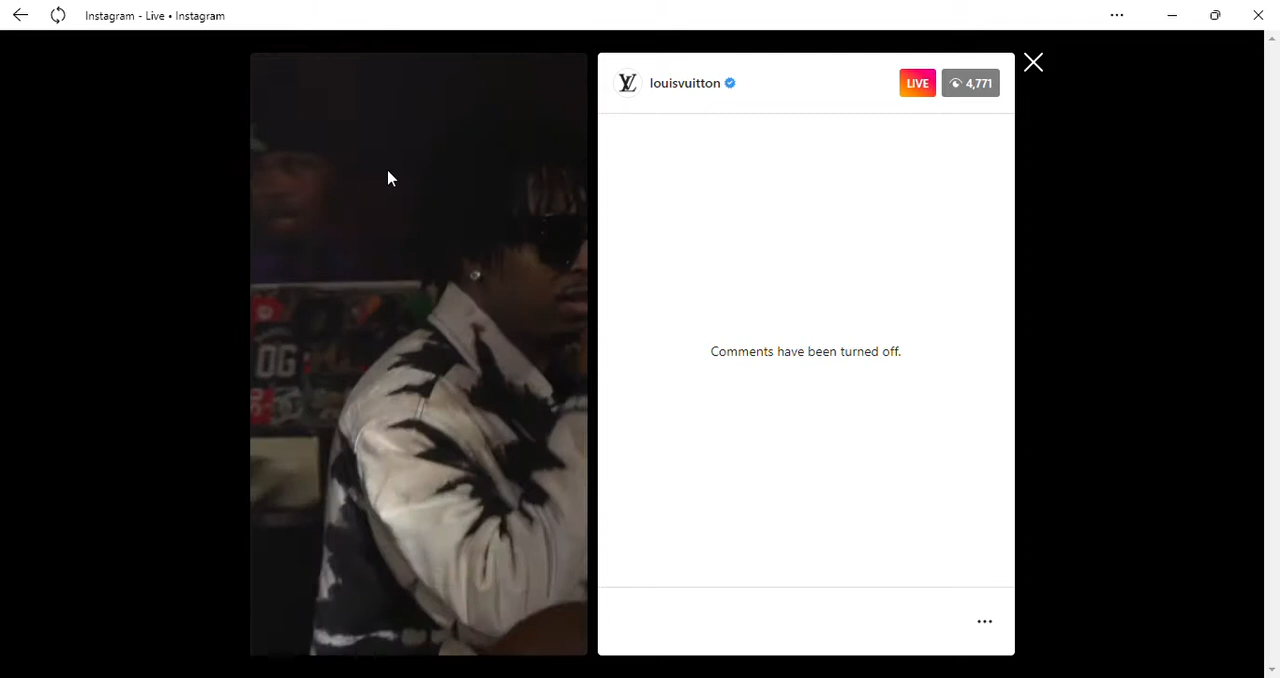 Instagram - Live • Instagram
louisvuitton
LIVE
4,771
OG
Comments have been turned off.